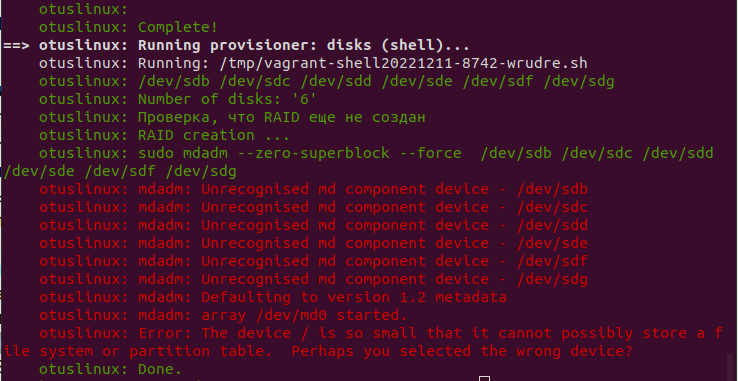 otuslinux:
otuslinux: Complete!
==> otuslinux: Running provisioner: disks (shell)...
otuslinux: Running: /tmp/vagrant-shell20221211-8742-wrudre.sh
otuslinux: /dev/sdb /dev/sdc /dev/sdd /dev/sde /dev/sdf /dev/sdg
otuslinux: Number of disks: '6'
otuslinux: Проверка, что RAID еще не создан
otuslinux: RAID creation ...
otuslinux: sudo mdadm --zero-superblock --force  /dev/sdb /dev/sdc /dev/sdd
/dev/sde /dev/sdf /dev/sdg
otuslinux: mdadm: Unrecognised md component device - /dev/sdb
otuslinux: mdadm: Unrecognised md component device - /dev/sdc
otuslinux: mdadm: Unrecognised md component device - /dev/sdd
otuslinux: mdadm: Unrecognised md component device - /dev/sde
otuslinux: mdadm: Unrecognised md component device - /dev/sdf
otuslinux: mdadm: Unrecognised md component device - /dev/sdg
otuslinux: mdadm: Defaulting to version 1.2 metadata
otuslinux: mdadm: array /dev/md0 started.
otuslinux: Error: The device / is so small that it cannot possibly store a f
ile system or partition table.  Perhaps you selected the wrong device?
otuslinux: Done.